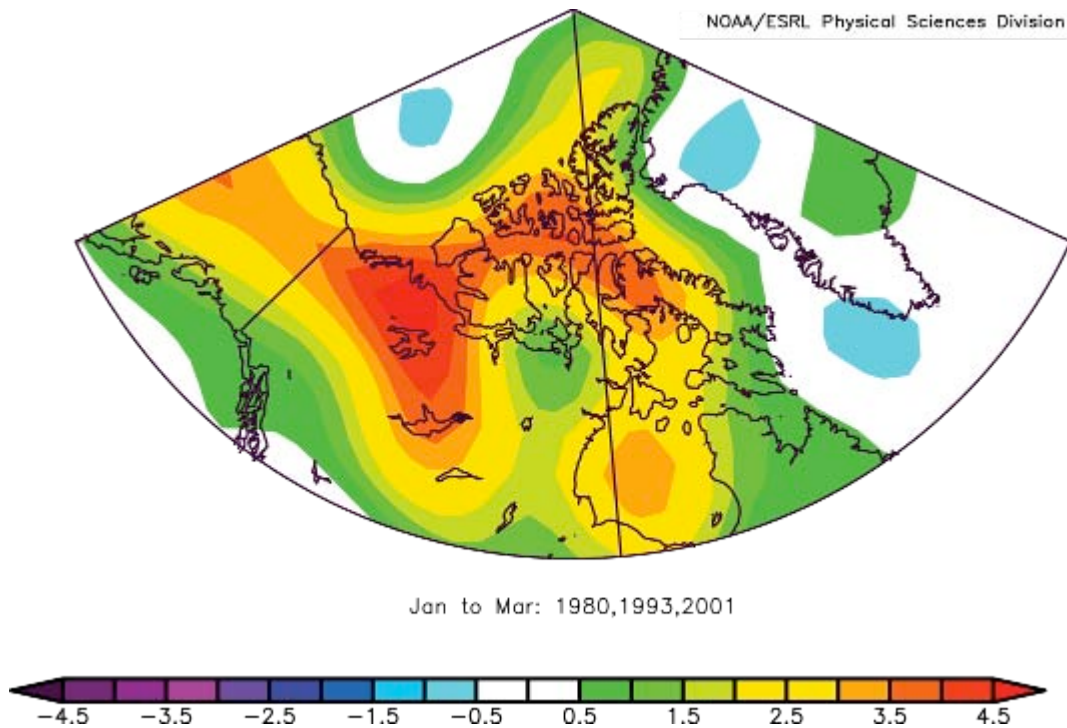 NOAA/ESRL Physical Sciences Division
Jan to Mar: 1980,1993,2001
-4.5 -3.5 -2.5 -1.5 -0.5 0.5 1.5 2.5 3.5 4.5